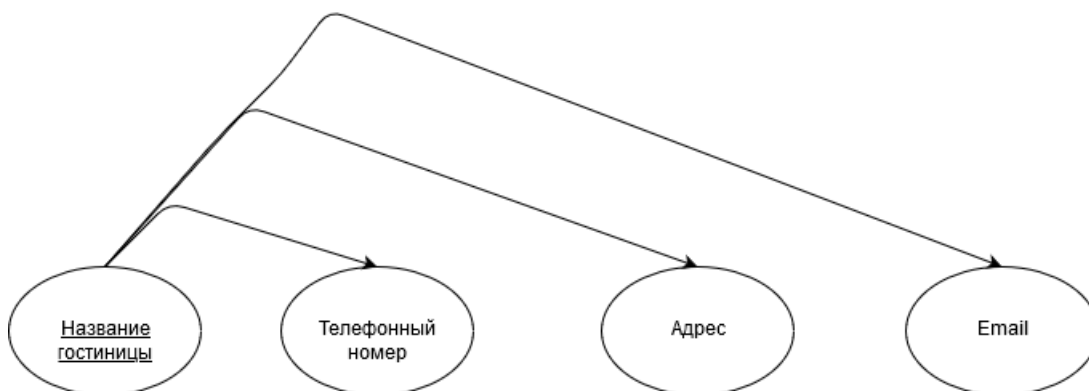 Название
гостиницы
Телефонный
номер
Адрес
Email